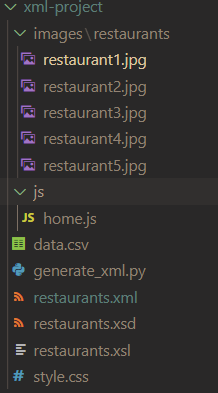 xml-project
images\restaurants
restaurant1.jpg
restaurant2.jpg
restaurant3.jpg
restaurant4.jpg
restaurant5.jpg
js
JS home.js
data.csv
generate_xml.py
restaurants.xml
restaurants.xsd
restaurants.xsl
# style.css